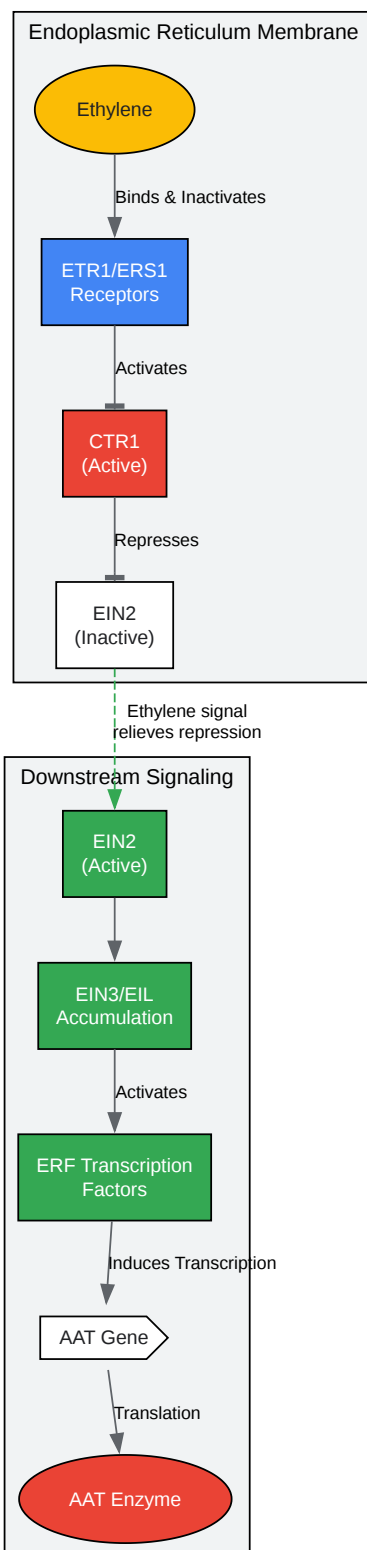 Endoplasmic Reticulum Membrane
Ethylene
Binds & Inactivates
ETR1/ERS1
Receptors
Activates
CTR1
(Active)
Represses
EIN2
(Inactive)
Ethylene signal
relieves repression
Downstream Signaling
EIN2
(Active)
EIN3/EIL
Accumulation
Activates
ERF Transcription
Factors
Induces Transcription
AAT Gene
Translation
AAT Enzyme